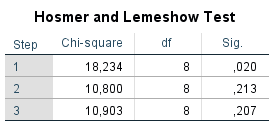 Hosmer and Lemeshow Test
Step Chi-square df Sig.
1 18,234 8 ,020
2 10,800 8 ,213
3 10,903 8 ,207